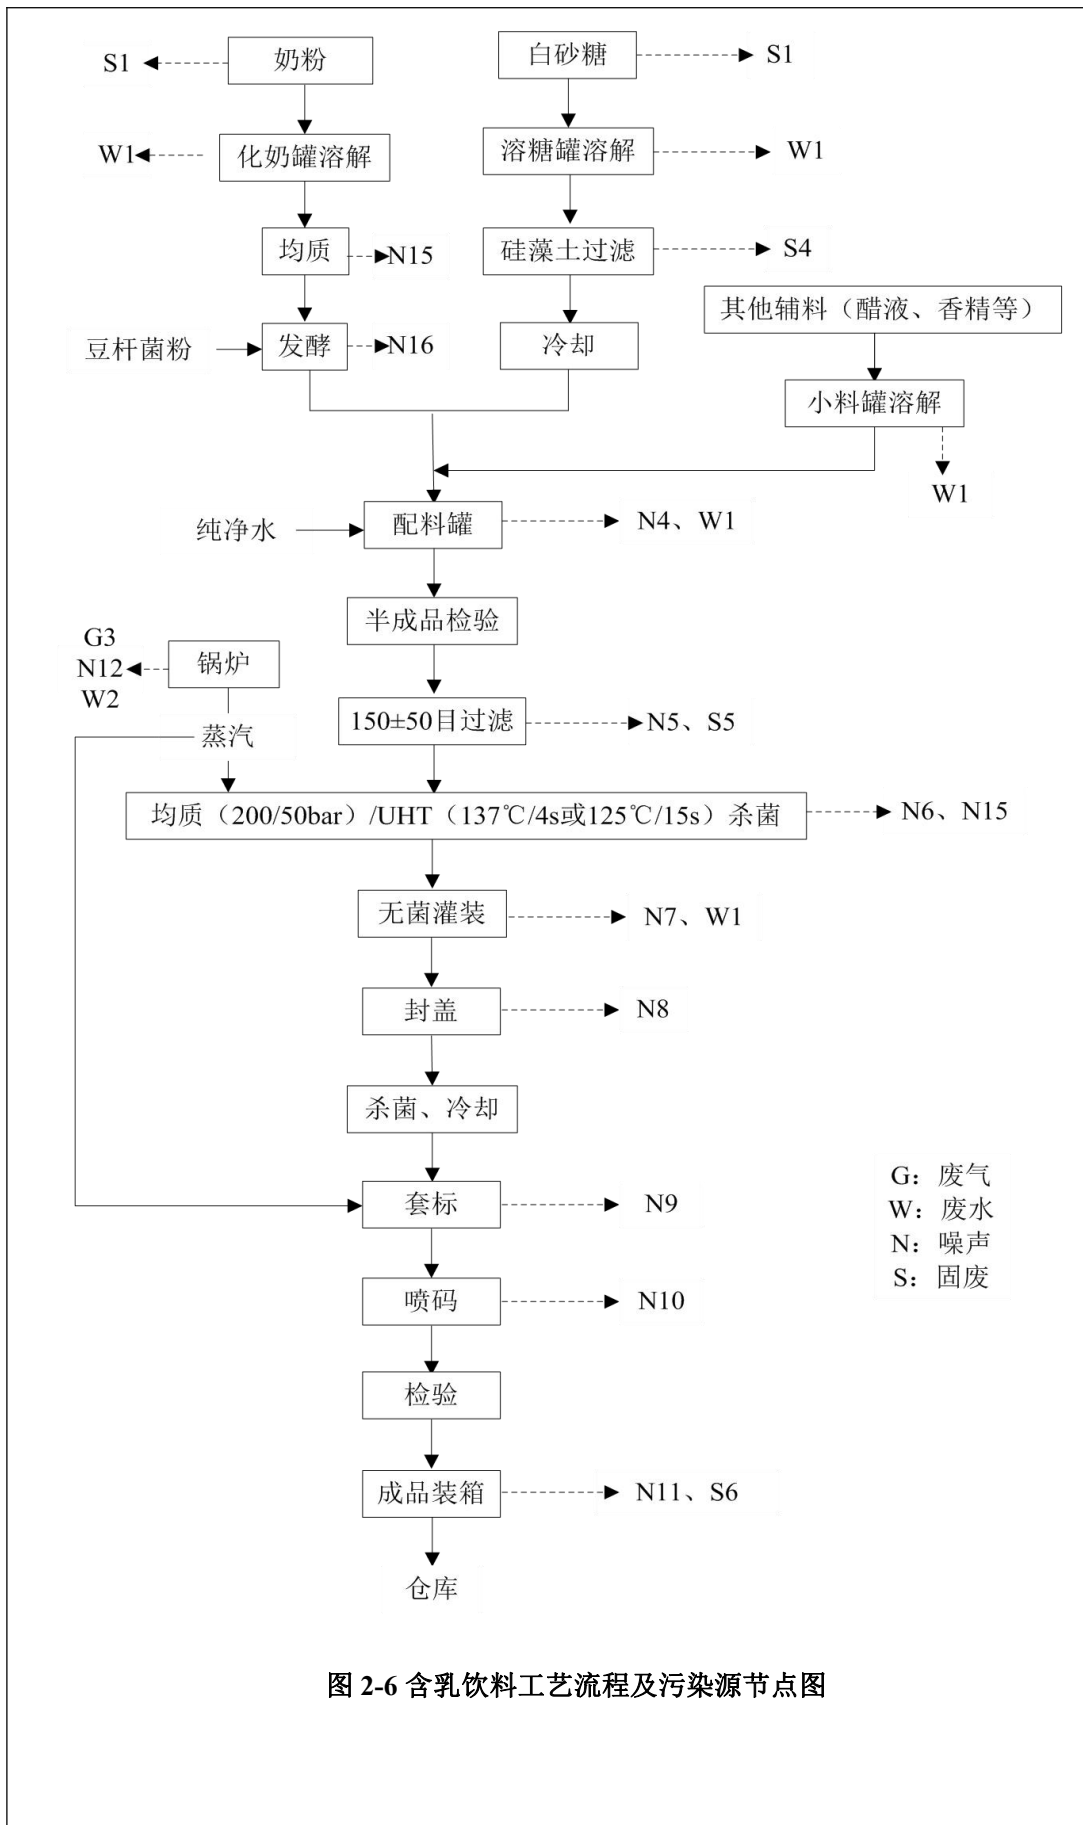 S1
奶粉
白砂糖
S1
W1
化奶罐溶解
溶糖罐溶解
W1
均质
N15
硅藻土过滤
S4
其他辅料（醋液、香精等）
豆杆菌粉
发酵
N16
冷却
小料罐溶解
W1
纯净水
配料罐
N4、W1
半成品检验
G3
N12
W2
锅炉
150±50目过滤
N5、S5
蒸汽
均质（200/50bar）/UHT（137℃/4s或125℃/15s）杀菌
N6、N15
无菌灌装
N7、W1
封盖
N8
杀菌、冷却
套标
N9
G：废气
W：废水
N：噪声
S：固废
喷码
N10
检验
成品装箱
N11、S6
仓库
图 2-6 含乳饮料工艺流程及污染源节点图